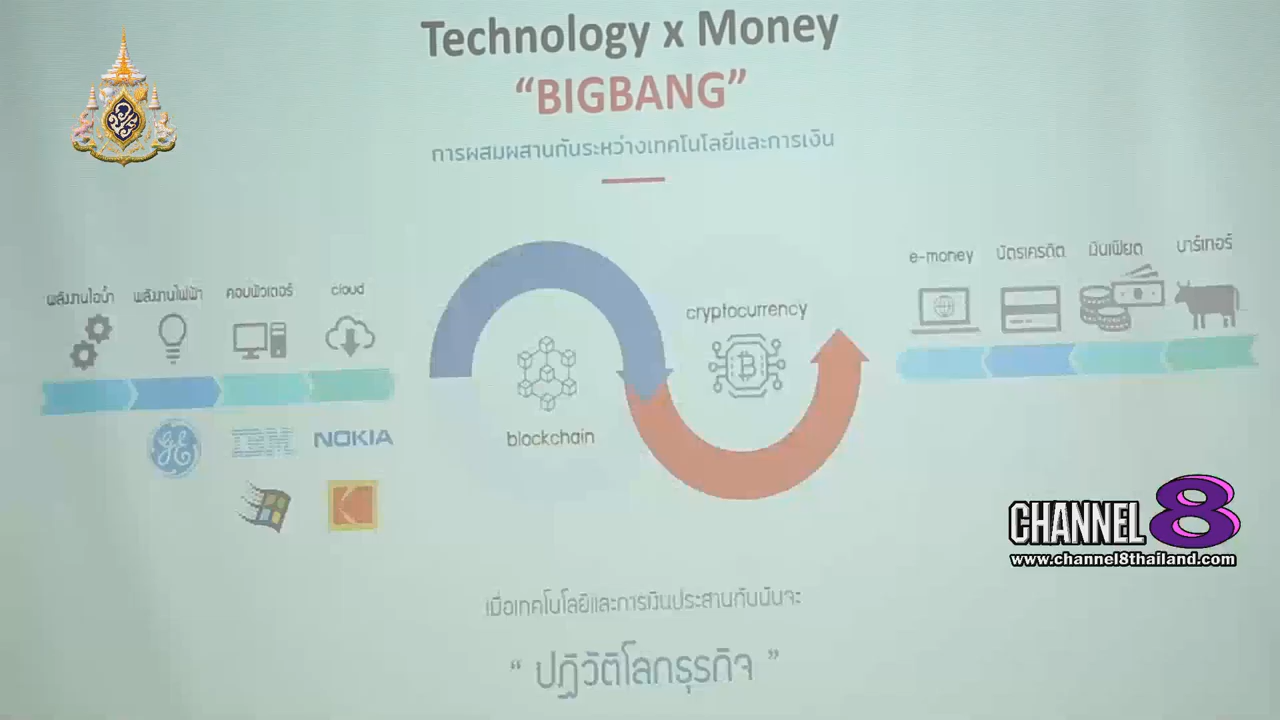 Technology x Money
“BIGBANG”
การผสมผสานกันระหว่างเทคโนโลยีและการเงิน
พลังงานไอน้ำ
พลังงานไฟฟ้า
คอมพิวเตอร์
cloud
GE
IBM
NOKIA
blockchain
cryptocurrency
e-money
บัตรเครดิต
เงินเฟียต
บาร์เทอร์
CHANNEL 8
www.channel8thailand.com
เมื่อเทคโนโลยีและการเงินประสานกันนั้นจะ
“ ปฏิวัติโลกธุรกิจ ”